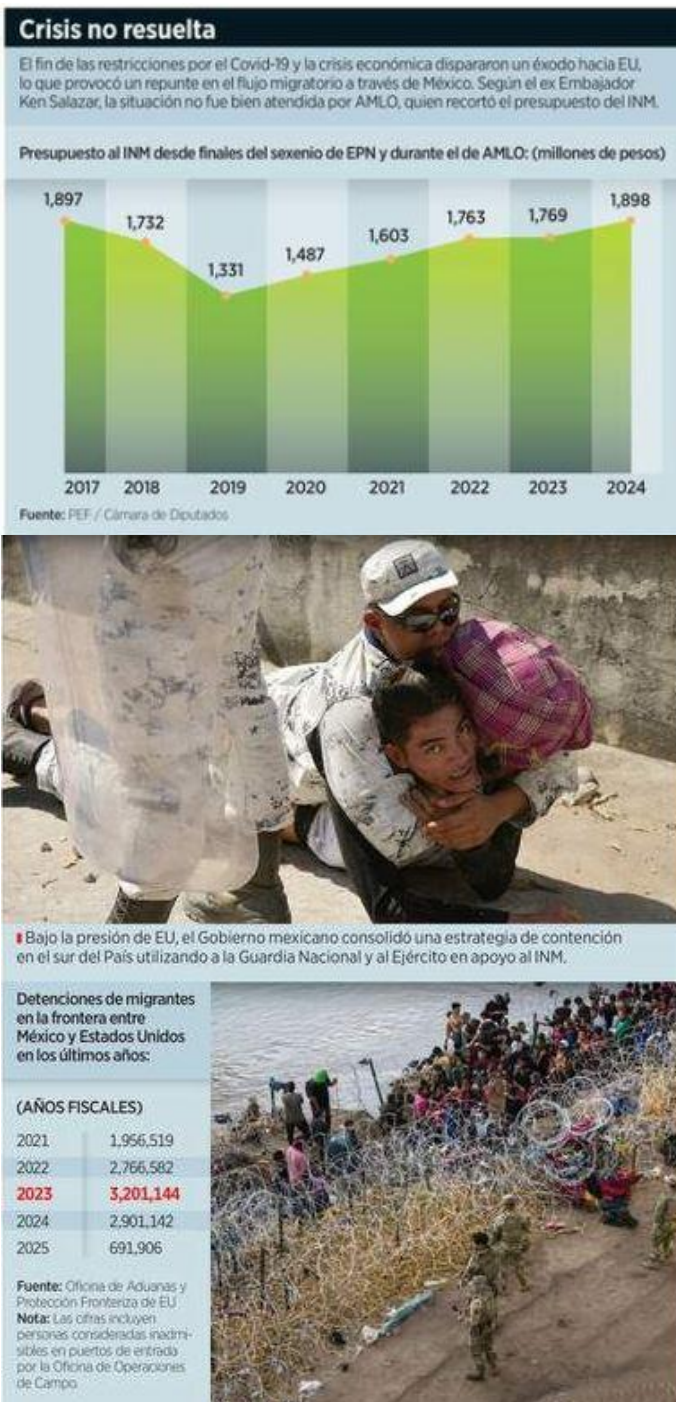 Crisis no resuelta
El fin de las restricciones por el Covid-19 y la crisis económica dispararon un éxodo hacia EU,
lo que provocó un repunte en el flujo migratorio a través de México. Según el ex Embajador
Ken Salazar, la situación no fue bien atendida por AMLO, quien recortó el presupuesto del INM.
Presupuesto al INM desde finales del sexenio de EPN y durante el de AMLO: (millones de pesos)
1,897
1,732
1,331
1,487
1,603
1,763
1,769
1,898
2017 2018 2019 2020 2021 2022 2023 2024
Fuente: PEF / Cámara de Diputados
Bajo la presión de EU, el Gobierno mexicano consolidó una estrategia de contención
en el sur del País utilizando a la Guardia Nacional y al Ejército en apoyo al INM.
Detenciones de migrantes
en la frontera entre
México y Estados Unidos
en los últimos años:
(AÑOS FISCALES)
2021 1,956,519
2022 2,766,582
2023 3,201,144
2024 2,901,142
2025 691,906
Fuente: Oficina de Aduanas y
Protección Fronteriza de EU
Nota: Las cifras incluyen
personas consideradas inadmi-
sibles en puertos de entrada
por la Oficina de Operaciones
de Campo